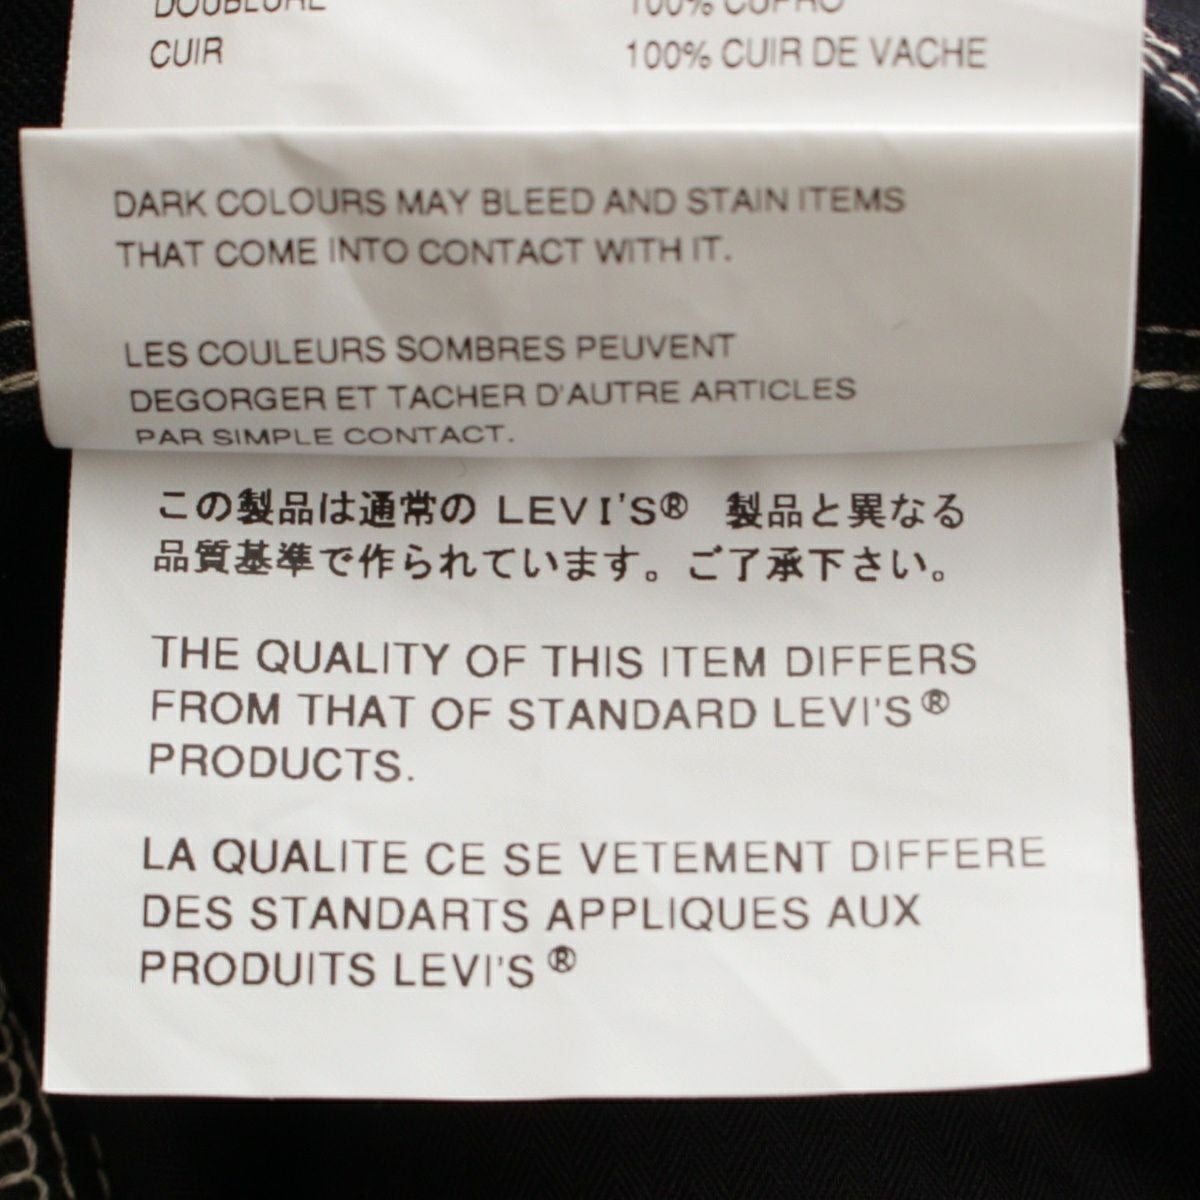 DOUBLURE 100% CUPRO
CUIR 100% CUIR DE VACHE
DARK COLOURS MAY BLEED AND STAIN ITEMS
THAT COME INTO CONTACT WITH IT.
LES COULEURS SOMBRES PEUVENT
DEGORGER ET TACHER D'AUTRE ARTICLES
PAR SIMPLE CONTACT.
この製品は通常の LEVI'S® 製品と異なる
品質基準で作られています。ご了承下さい。
THE QUALITY OF THIS ITEM DIFFERS
FROM THAT OF STANDARD LEVI'S®
PRODUCTS.
LA QUALITE CE SE VETEMENT DIFFERE
DES STANDARTS APPLIQUES AUX
PRODUITS LEVI'S®